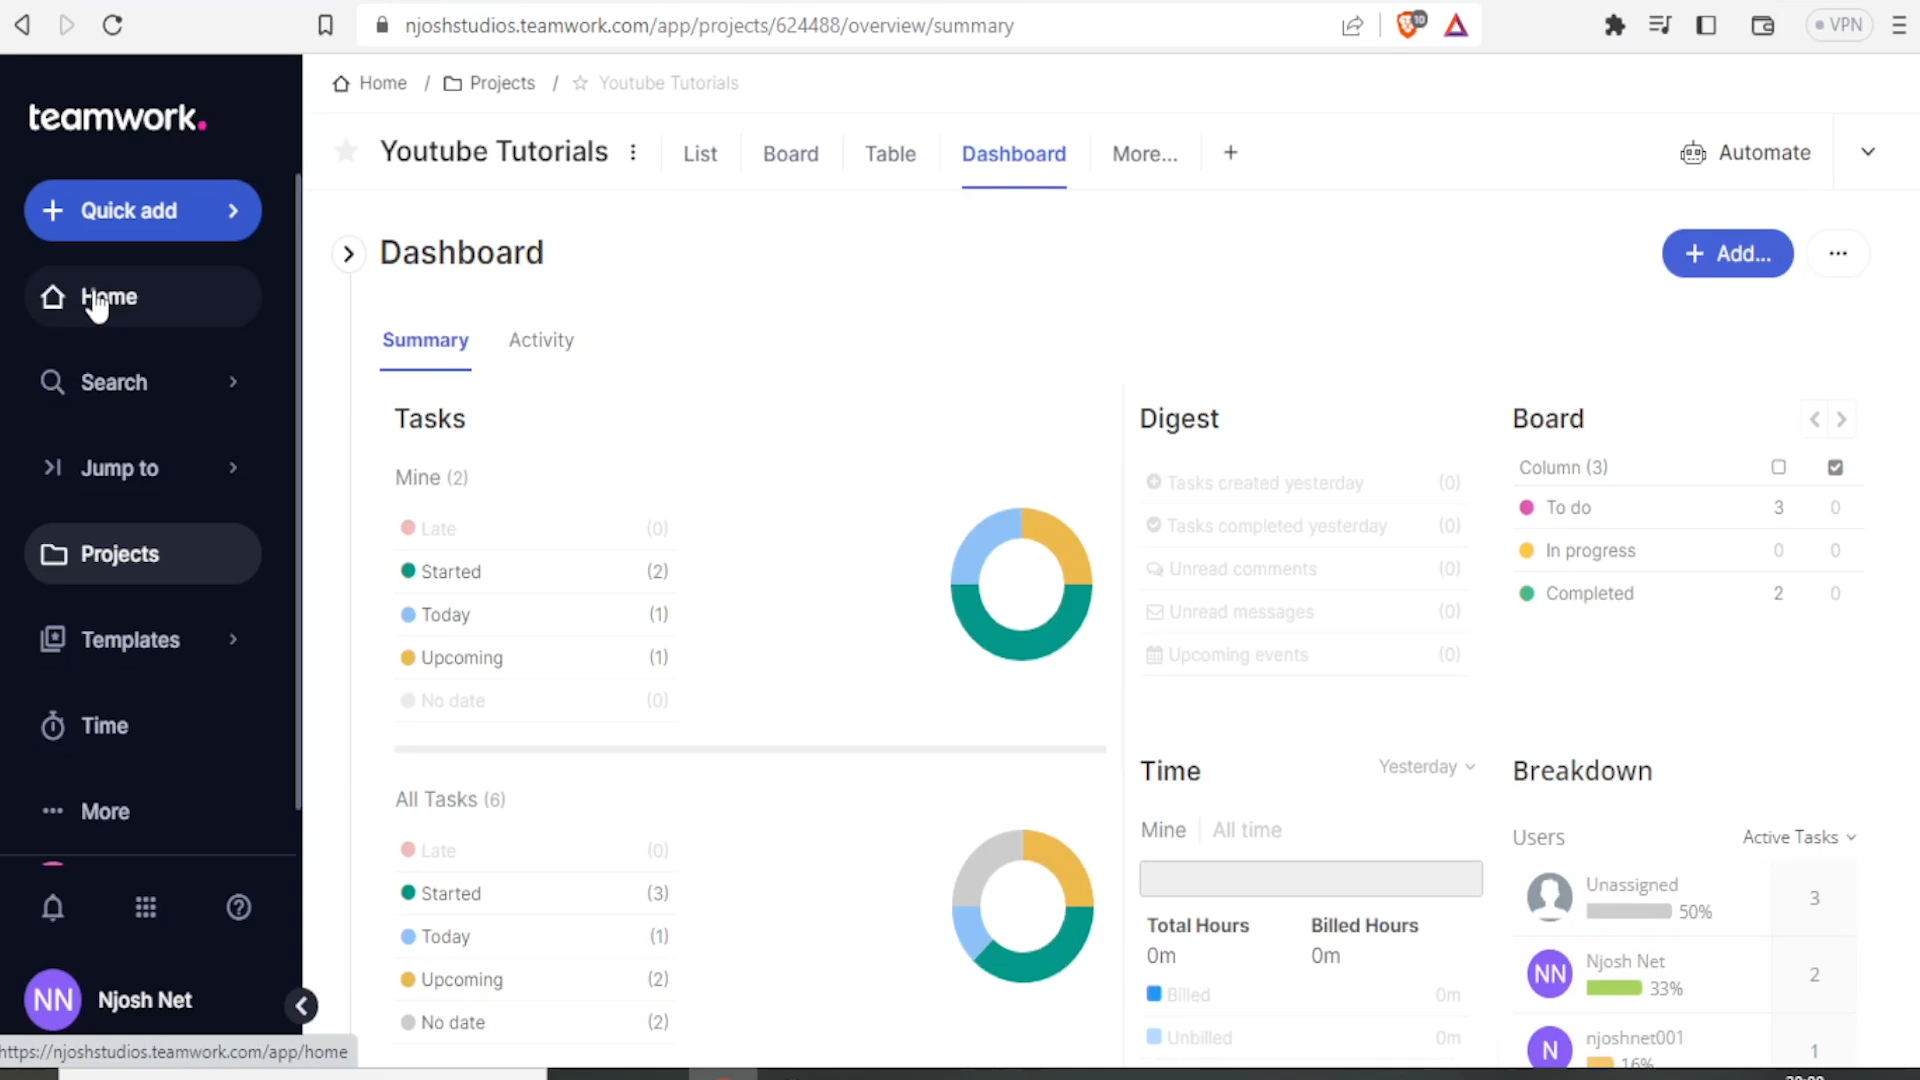 njoshstudios.teamwork.com/app/projects/624488/overview/summary
10
VPN
teamwork.
Quick add
Home
Search
Jump to
Projects
Templates
Time
More
NN
Njosh Net
https://njoshstudios.teamwork.com/app/home
Home / Projects / Youtube Tutorials
Youtube Tutorials
List
Board
Table
Dashboard
More...
+
Automate
Dashboard
+ Add...
Summary
Activity
Tasks
Mine (2)
Late (0)
Started (2)
Today (1)
Upcoming (1)
No date (0)
All Tasks (6)
Late (0)
Started (3)
Today (1)
Upcoming (2)
No date (2)
Digest
Tasks created yesterday (0)
Tasks completed yesterday (0)
Unread comments (0)
Unread messages (0)
Upcoming events (0)
Time
Yesterday
Mine
All time
Total Hours
Billed Hours
0m
0m
Billed 0m
Unbilled 0m
Board
Column (3)
To do 3 0
In progress 0 0
Completed 2 0
Breakdown
Users
Active Tasks
Unassigned
50%
3
NN
Njosh Net
33%
2
N
njoshnet001
16%
1